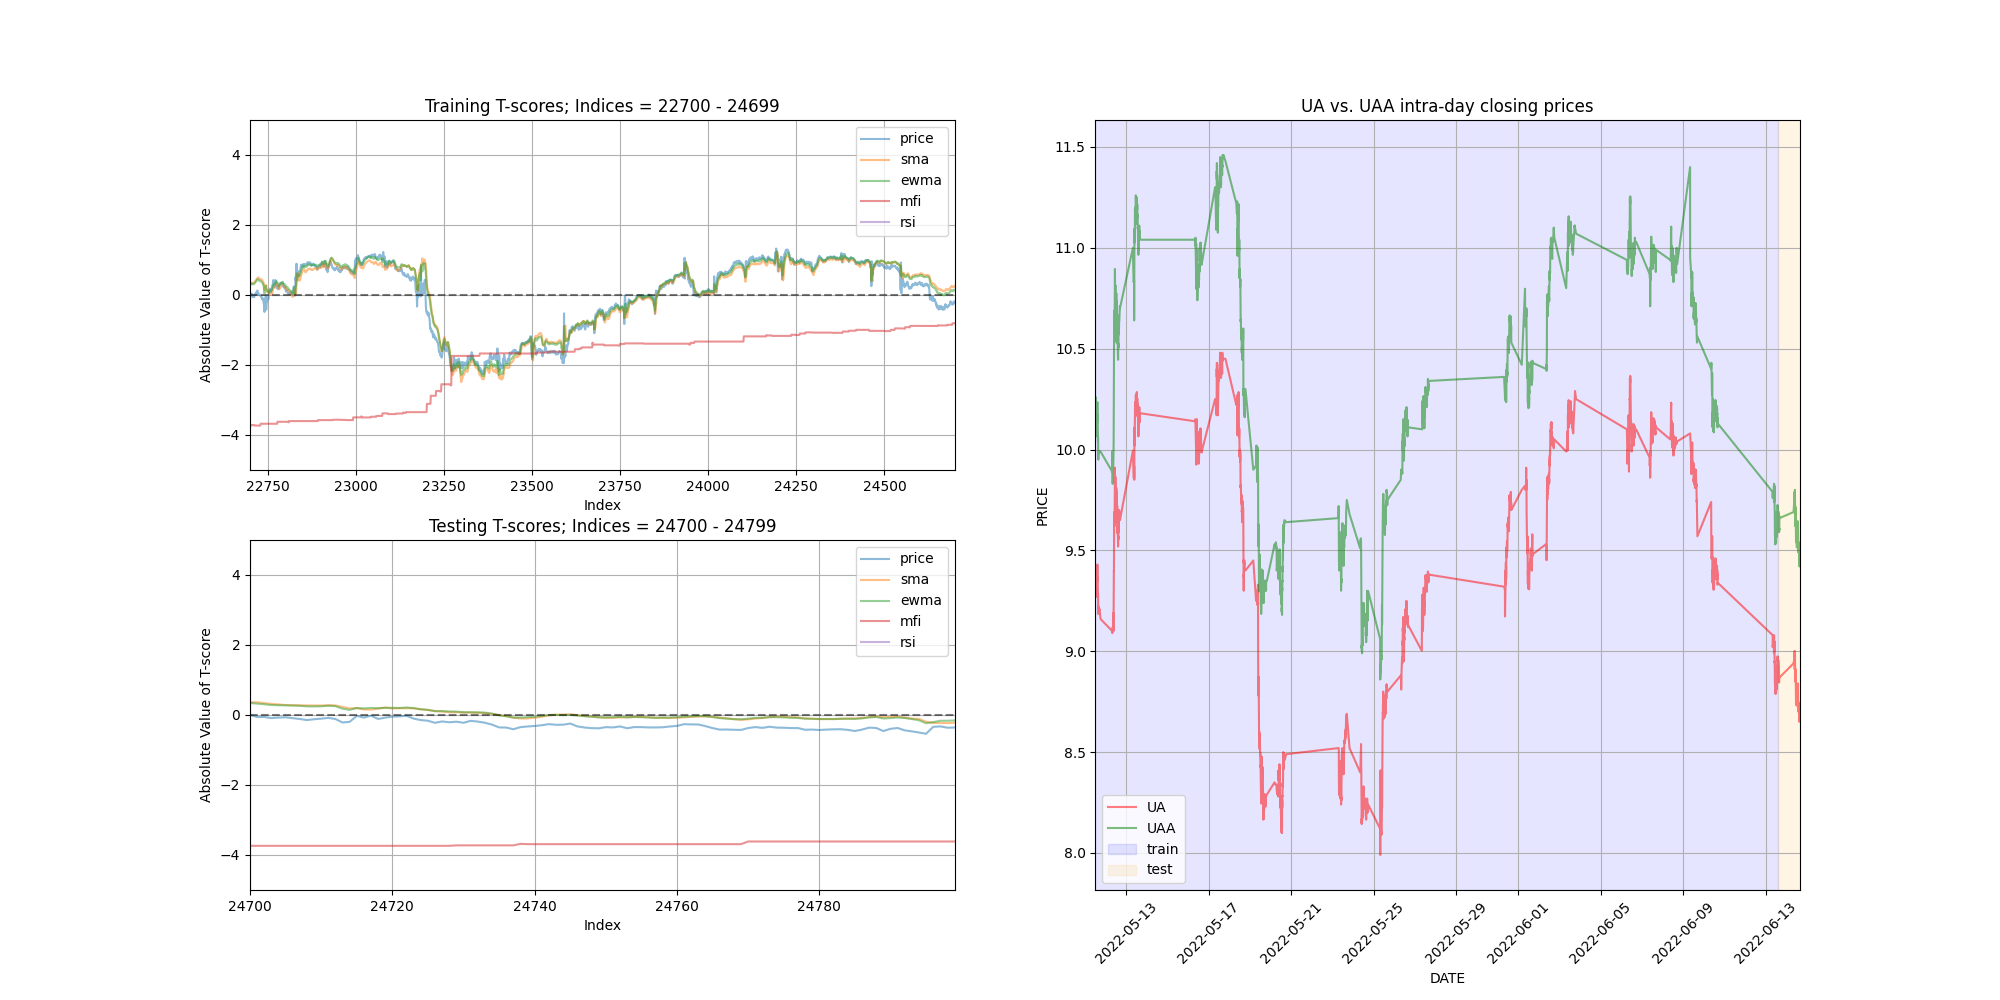 Training T-scores; Indices = 22700 - 24699
Absolute Value of T-score
4
2
0
−2
−4
price
sma
ewma
mfi
rsi
22750 23000 23250 23500 23750 24000 24250 24500
Index
Testing T-scores; Indices = 24700 - 24799
Absolute Value of T-score
4
2
0
−2
−4
price
sma
ewma
mfi
rsi
24700 24720 24740 24760 24780
Index
UA vs. UAA intra-day closing prices
PRICE
11.5
11.0
10.5
10.0
9.5
9.0
8.5
8.0
UA
UAA
train
test
2022-05-13 2022-05-17 2022-05-21 2022-05-25 2022-05-29 2022-06-01 2022-06-05 2022-06-09 2022-06-13
DATE